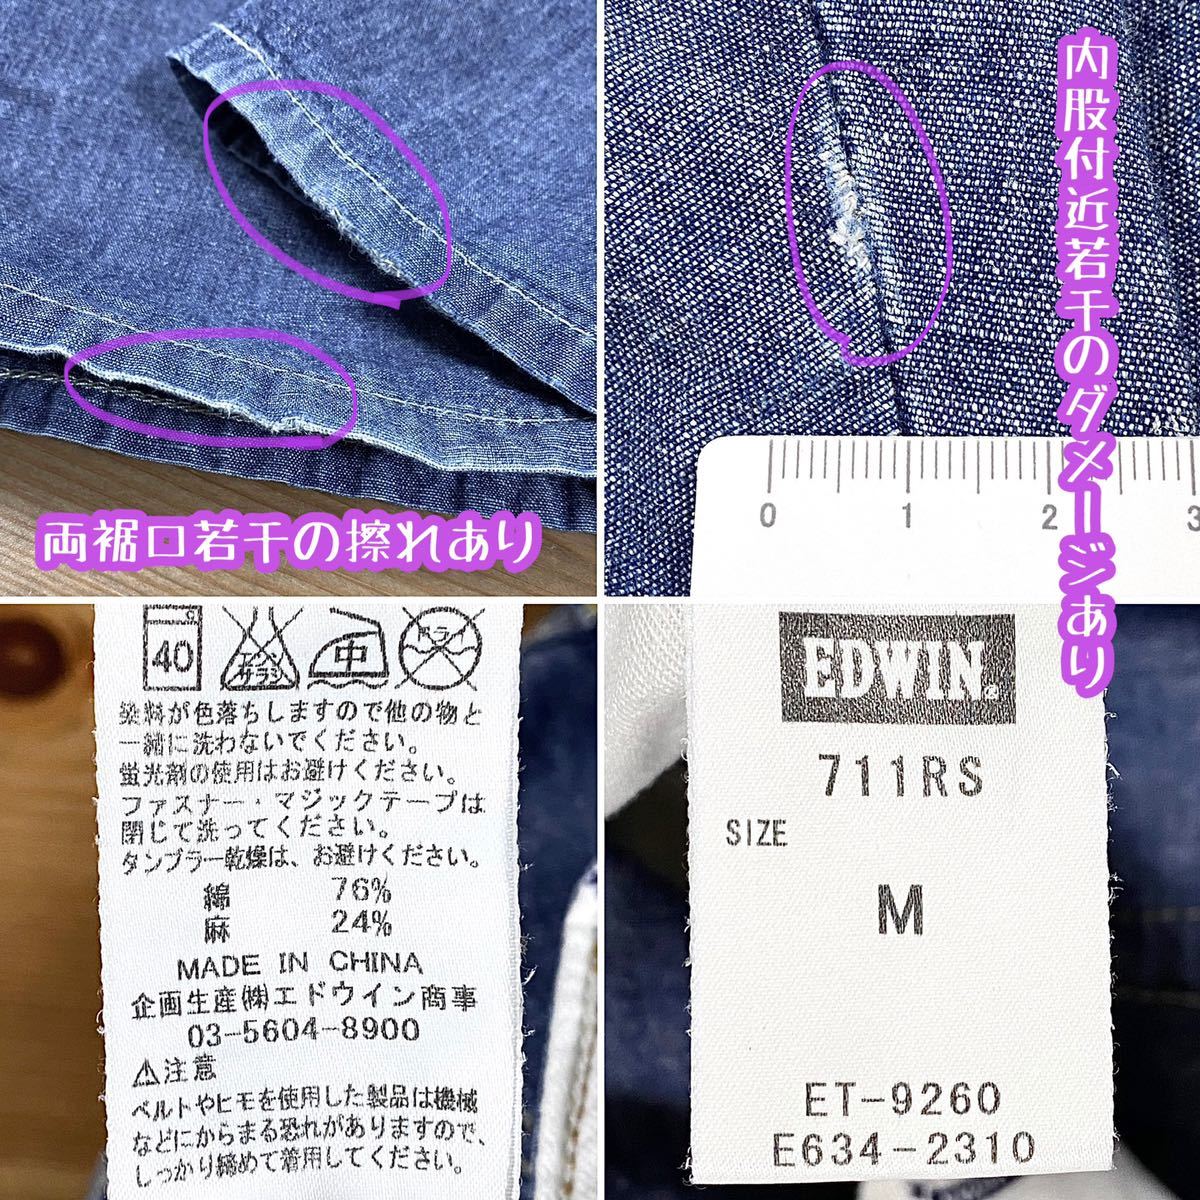 両裾口若干の擦れあり
内股付近若干のダメージあり
0 1 2 3
40 エンソサラシ 中 ドライ
染料が色落ちしますので他の物と
一緒に洗わないでください。
蛍光剤の使用はお避けください。
ファスナー・マジックテープは
閉じて洗ってください。
タンブラー乾燥は、お避けください。
綿 76%
麻 24%
MADE IN CHINA
企画生産㈱エドウイン商事
03-5604-8900
⚠注意
ベルトやヒモを使用した製品は機械
などにからまる恐れがありますので、
しっかり締めて着用してください。
EDWIN®
711RS
SIZE
M
ET-9260
E634-2310